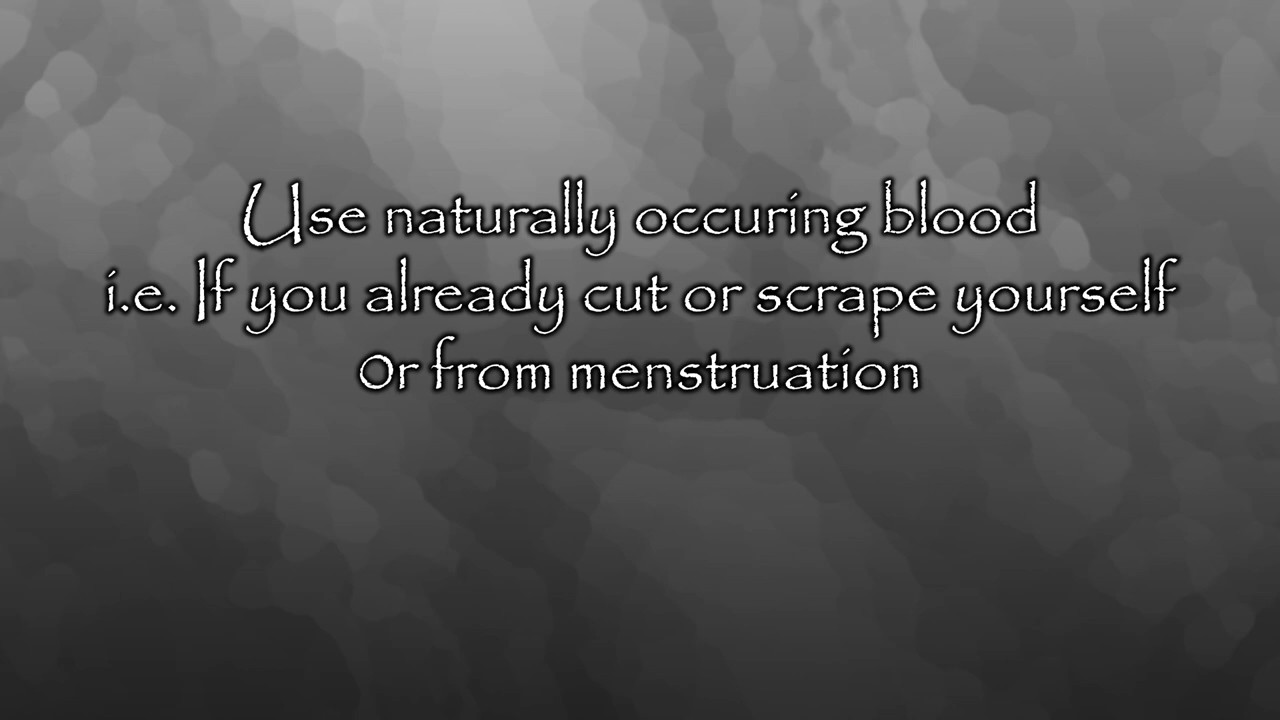 Use naturally occuring blood
i.e. If you already cut or scrape yourself
Or from menstruation